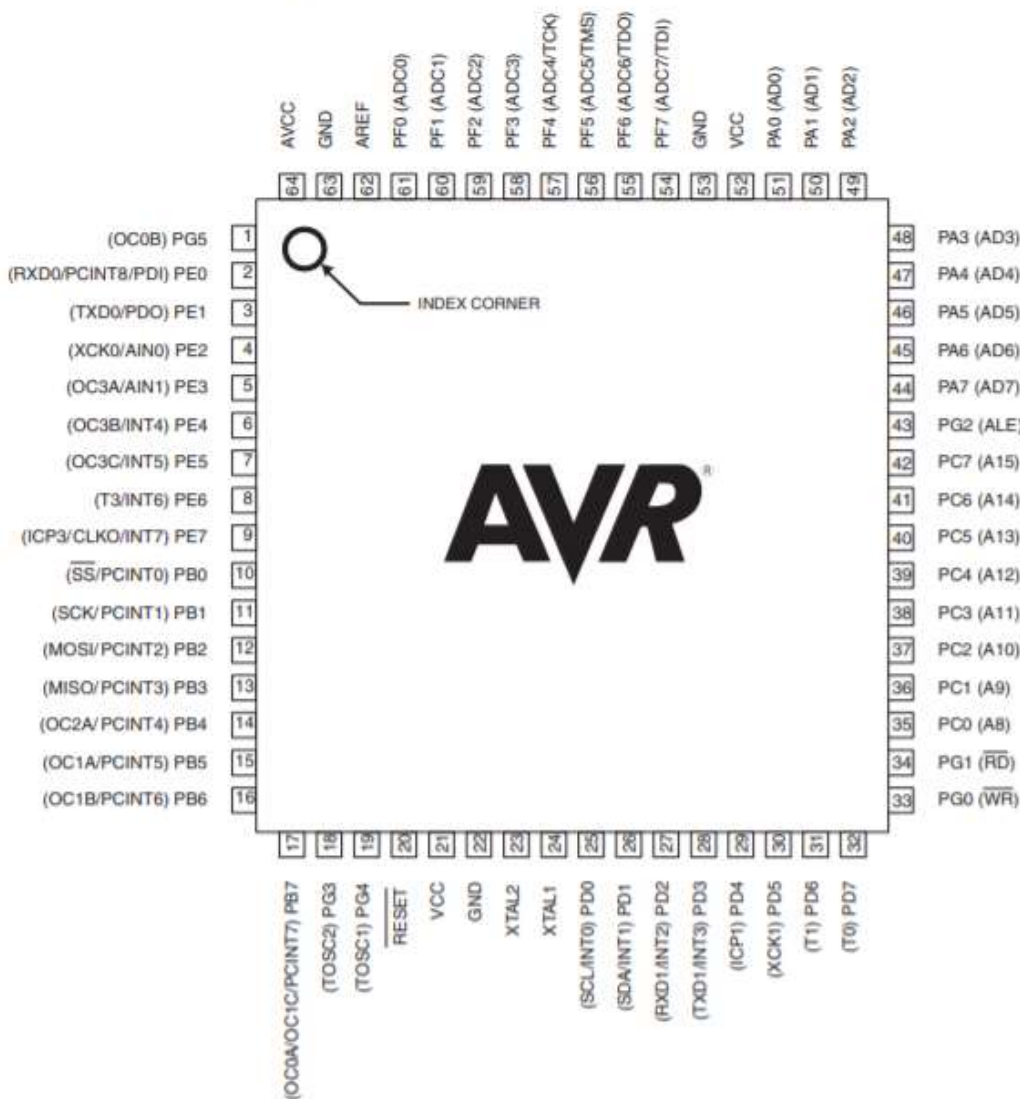 AVCC
GND
AREF
PF0 (ADC0)
PF1 (ADC1)
PF2 (ADC2)
PF3 (ADC3)
PF4 (ADC4/TCK)
PF5 (ADC5/TMS)
PF6 (ADC6/TDO)
PF7 (ADC7/TDI)
GND
VCC
PA0 (AD0)
PA1 (AD1)
PA2 (AD2)
64
63
62
61
60
59
58
57
56
55
54
53
52
51
50
49
(OC0B) PG5 1
(RXD0/PCINT8/PDI) PE0 2
(TXD0/PDO) PE1 3
(XCK0/AIN0) PE2 4
(OC3A/AIN1) PE3 5
(OC3B/INT4) PE4 6
(OC3C/INT5) PE5 7
(T3/INT6) PE6 8
(ICP3/CLKO/INT7) PE7 9
(SS/PCINT0) PB0 10
(SCK/PCINT1) PB1 11
(MOSI/PCINT2) PB2 12
(MISO/PCINT3) PB3 13
(OC2A/PCINT4) PB4 14
(OC1A/PCINT5) PB5 15
(OC1B/PCINT6) PB6 16
INDEX CORNER
AVR®
48 PA3 (AD3)
47 PA4 (AD4)
46 PA5 (AD5)
45 PA6 (AD6)
44 PA7 (AD7)
43 PG2 (ALE)
42 PC7 (A15)
41 PC6 (A14)
40 PC5 (A13)
39 PC4 (A12)
38 PC3 (A11)
37 PC2 (A10)
36 PC1 (A9)
35 PC0 (A8)
34 PG1 (RD)
33 PG0 (WR)
17
18
19
20
21
22
23
24
25
26
27
28
29
30
31
32
(OC0A/OC1C/PCINT7) PB7
(TOSC2) PG3
(TOSC1) PG4
RESET
VCC
GND
XTAL2
XTAL1
(SCL/INT0) PD0
(SDA/INT1) PD1
(RXD1/INT2) PD2
(TXD1/INT3) PD3
(ICP1) PD4
(XCK1) PD5
(T1) PD6
(T0) PD7